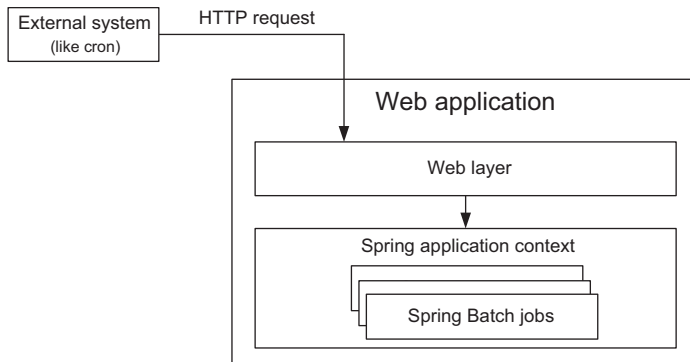 External system
(like cron)
HTTP request
Web application
Web layer
Spring application context
Spring Batch jobs